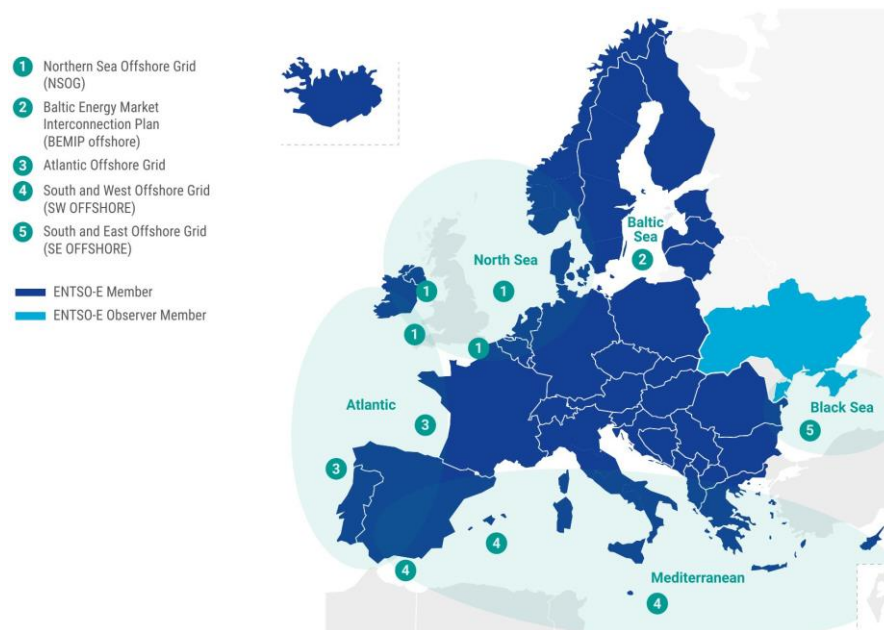 1 Northern Sea Offshore Grid
(NSOG)
2 Baltic Energy Market
Interconnection Plan
(BEMIP offshore)
3 Atlantic Offshore Grid
4 South and West Offshore Grid
(SW OFFSHORE)
5 South and East Offshore Grid
(SE OFFSHORE)
ENTSO-E Member
ENTSO-E Observer Member
Baltic
Sea
2
North Sea
1
1
1
1
Atlantic
3
3
Black Sea
5
4
4
Mediterranean
4